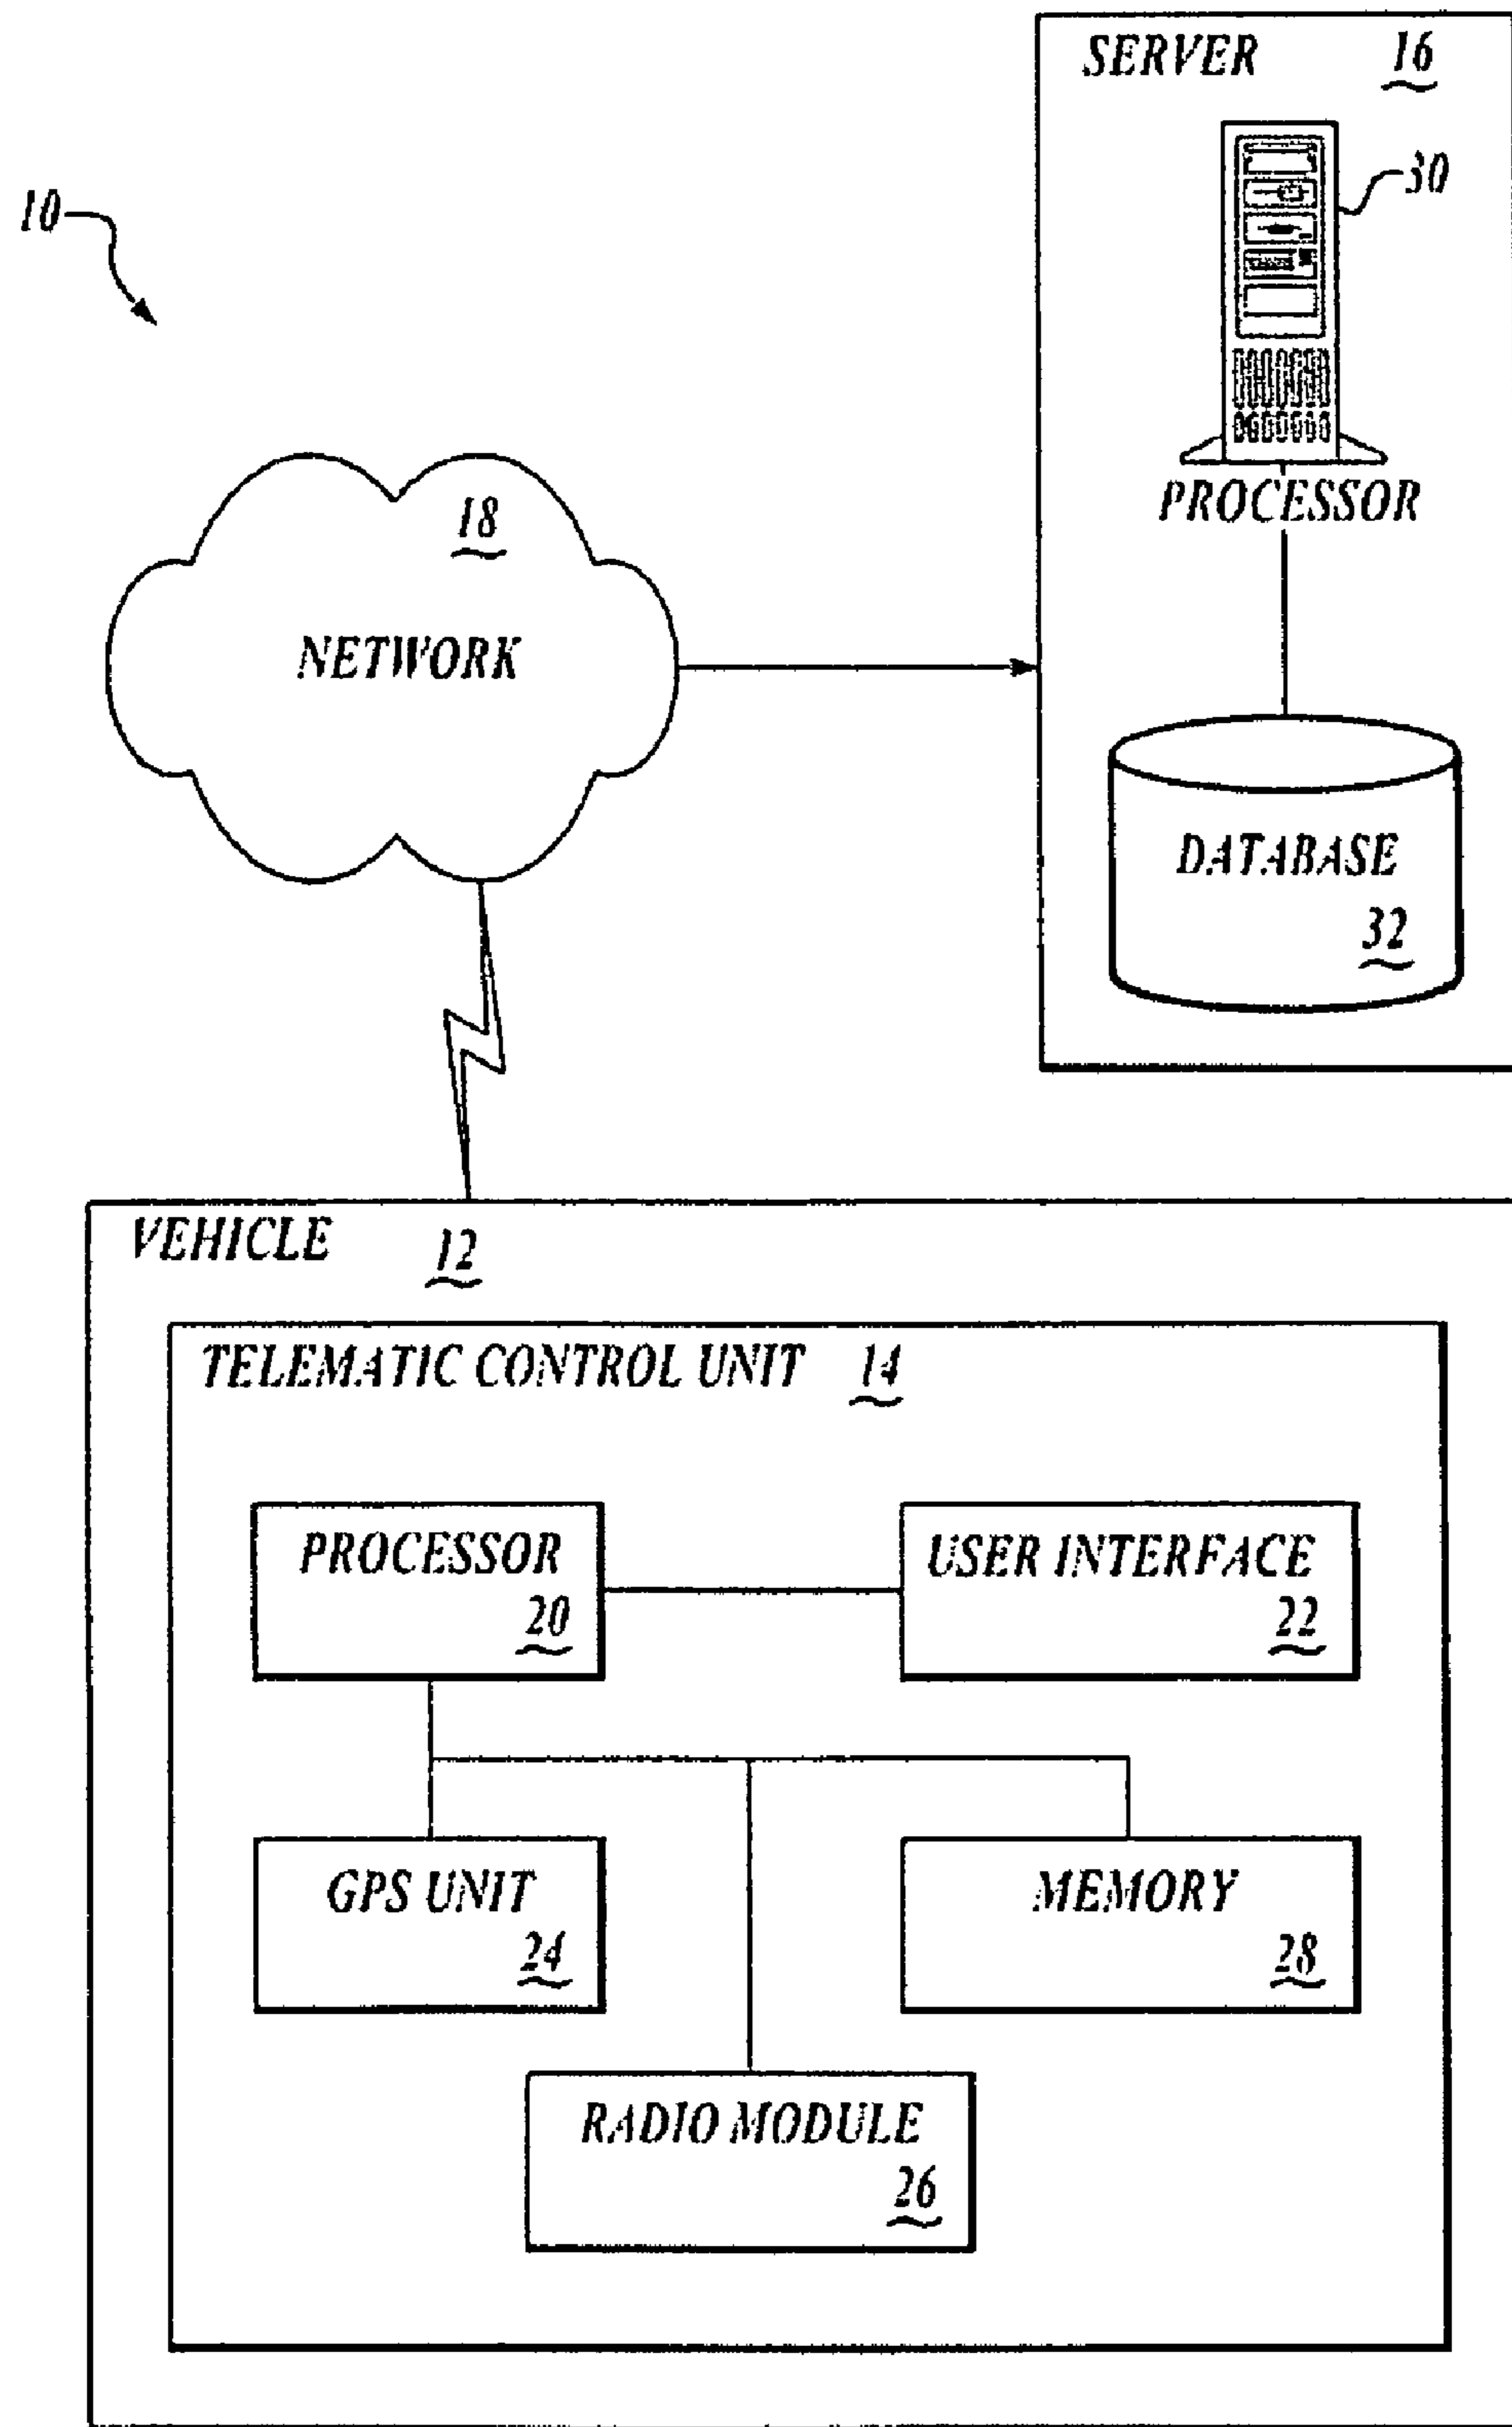 SERVER 16
30
10
PROCESSOR
18
NETWORK
DATABASE
32
VEHICLE 12
TELEMATIC CONTROL UNIT 14
PROCESSOR
20
USER INTERFACE
22
GPS UNIT
24
MEMORY
28
RADIO MODULE
26